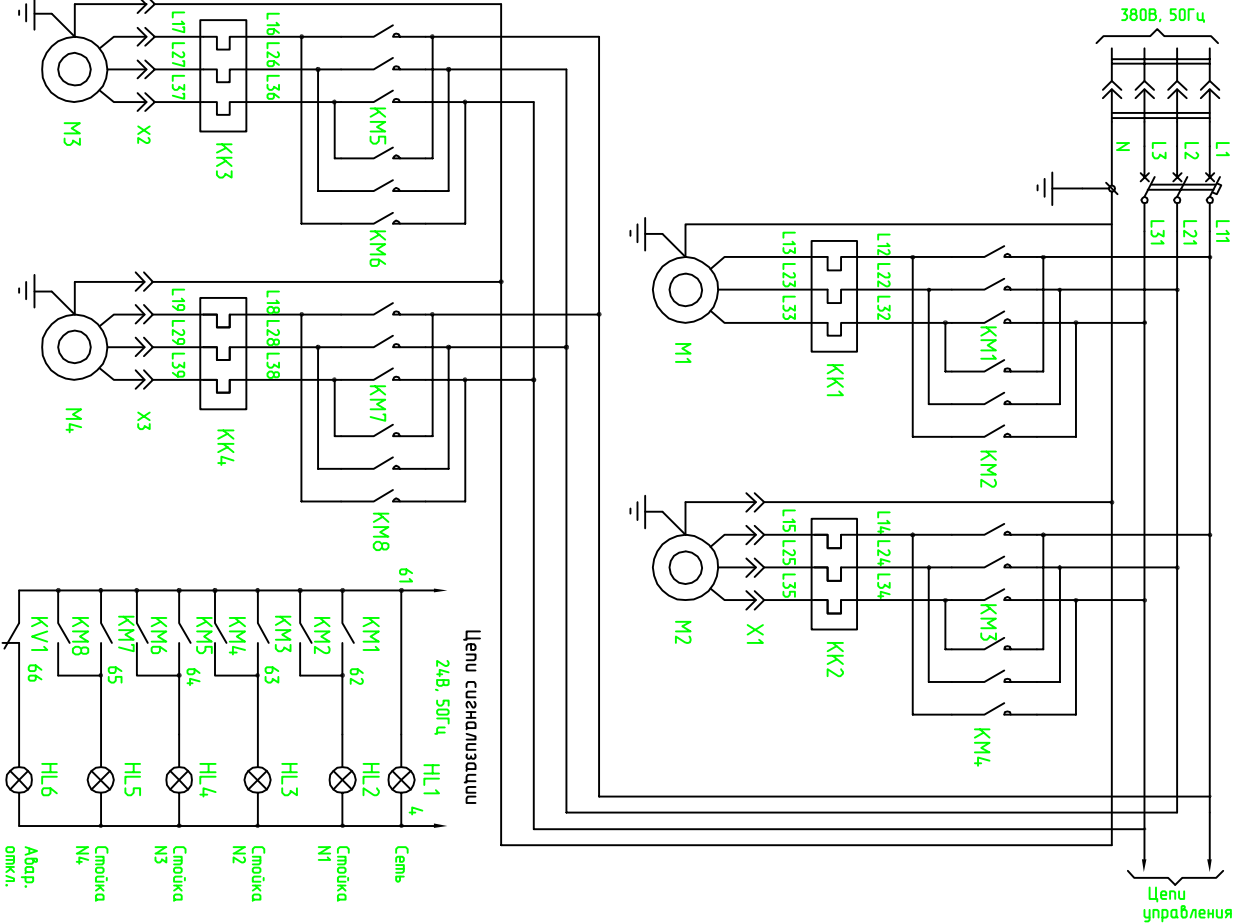 380В, 50Гц
N
L3
L2
L1
L31
L21
L11
L17
L27
L37
L16
L26
L36
M3
X2
KK3
KM5
KM6
L19
L29
L39
L18
L28
L38
M4
X3
KK4
KM7
KM8
L13
L23
L33
L12
L22
L32
M1
KK1
KM1
KM2
L15
L25
L35
L14
L24
L34
M2
X1
KK2
KM3
KM4
Цепи сигнализации
24В, 50Гц
61
KV1
KM8
KM7
KM6
KM5
KM4
KM3
KM2
KM1
66
65
64
63
62
HL6
HL5
HL4
HL3
HL2
HL1
4
Авар.
откл.
Стойка
N4
Стойка
N3
Стойка
N2
Стойка
N1
Сеть
Цепи
управления